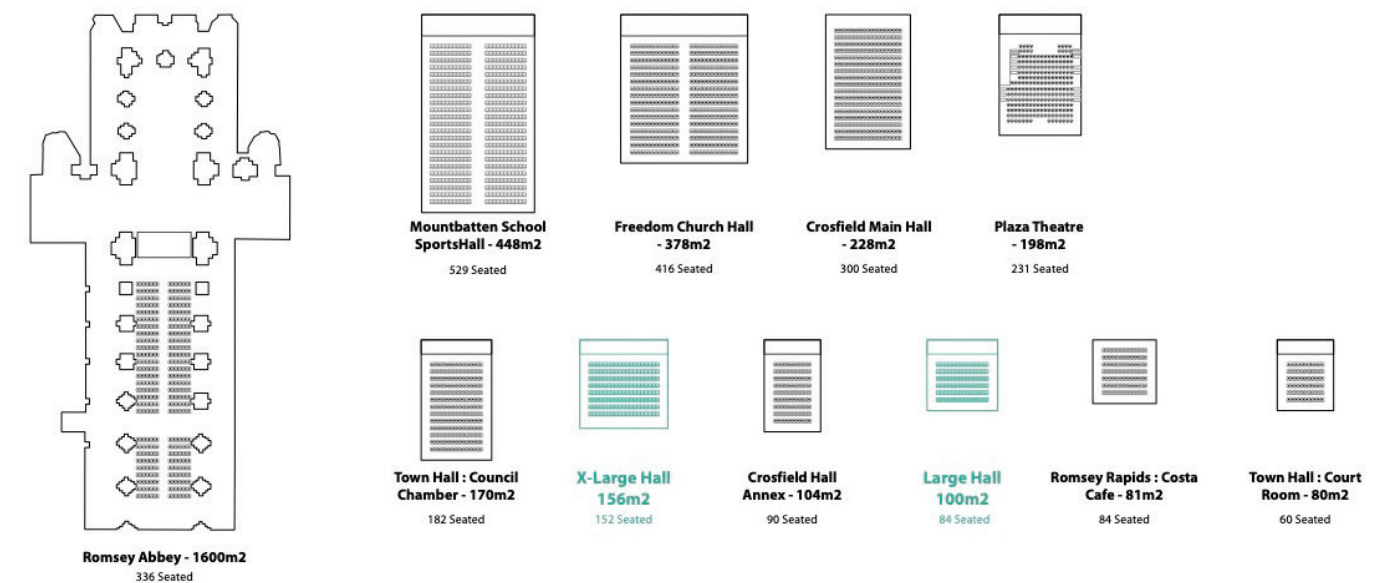 Mountbatten School
SportsHall - 448m2
529 Seated
Freedom Church Hall
- 378m2
416 Seated
Crosfield Main Hall
- 228m2
300 Seated
Plaza Theatre
- 198m2
231 Seated
Town Hall : Council
Chamber - 170m2
182 Seated
X-Large Hall
156m2
152 Seated
Crosfield Hall
Annex - 104m2
90 Seated
Large Hall
100m2
84 Seated
Romsey Rapids : Costa
Cafe - 81m2
84 Seated
Town Hall : Court
Room - 80m2
60 Seated
Romsey Abbey - 1600m2
336 Seated